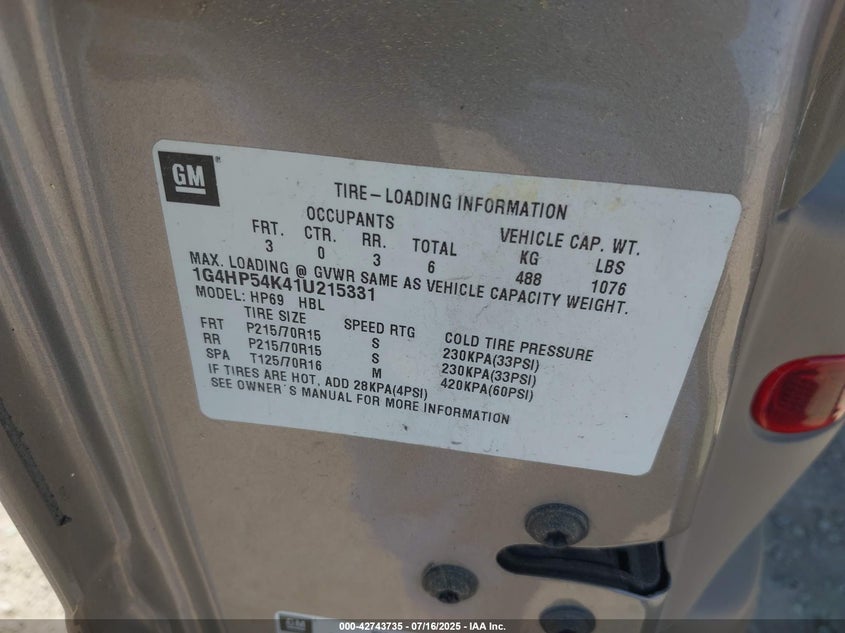 GM
TIRE-LOADING INFORMATION
OCCUPANTS VEHICLE CAP. WT.
FRT. CTR. RR. TOTAL KG LBS
3 0 3 6 488 1076
MAX. LOADING @ GVWR SAME AS VEHICLE CAPACITY WEIGHT.
1G4HP54K41U215331
MODEL: HP69 HBL
TIRE SIZE SPEED RTG COLD TIRE PRESSURE
FRT P215/70R15 S 230KPA(33PSI)
RR P215/70R15 S 230KPA(33PSI)
SPA T125/70R16 M 420KPA(60PSI)
IF TIRES ARE HOT, ADD 28KPA(4PSI)
SEE OWNER'S MANUAL FOR MORE INFORMATION
GM
000-42743735 - 07/16/2025 - IAA Inc.